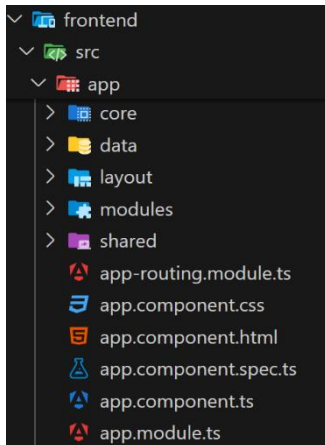 frontend
src
app
core
data
layout
modules
shared
app-routing.module.ts
app.component.css
app.component.html
app.component.spec.ts
app.component.ts
app.module.ts